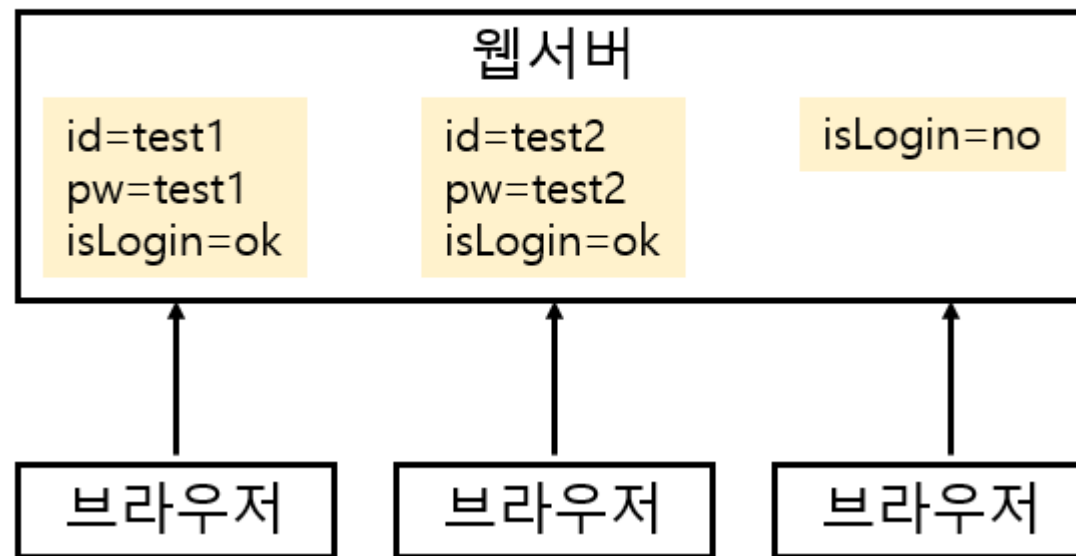 웹서버
id=test1
pw=test1
isLogin=ok
id=test2
pw=test2
isLogin=ok
isLogin=no
브라우저
브라우저
브라우저